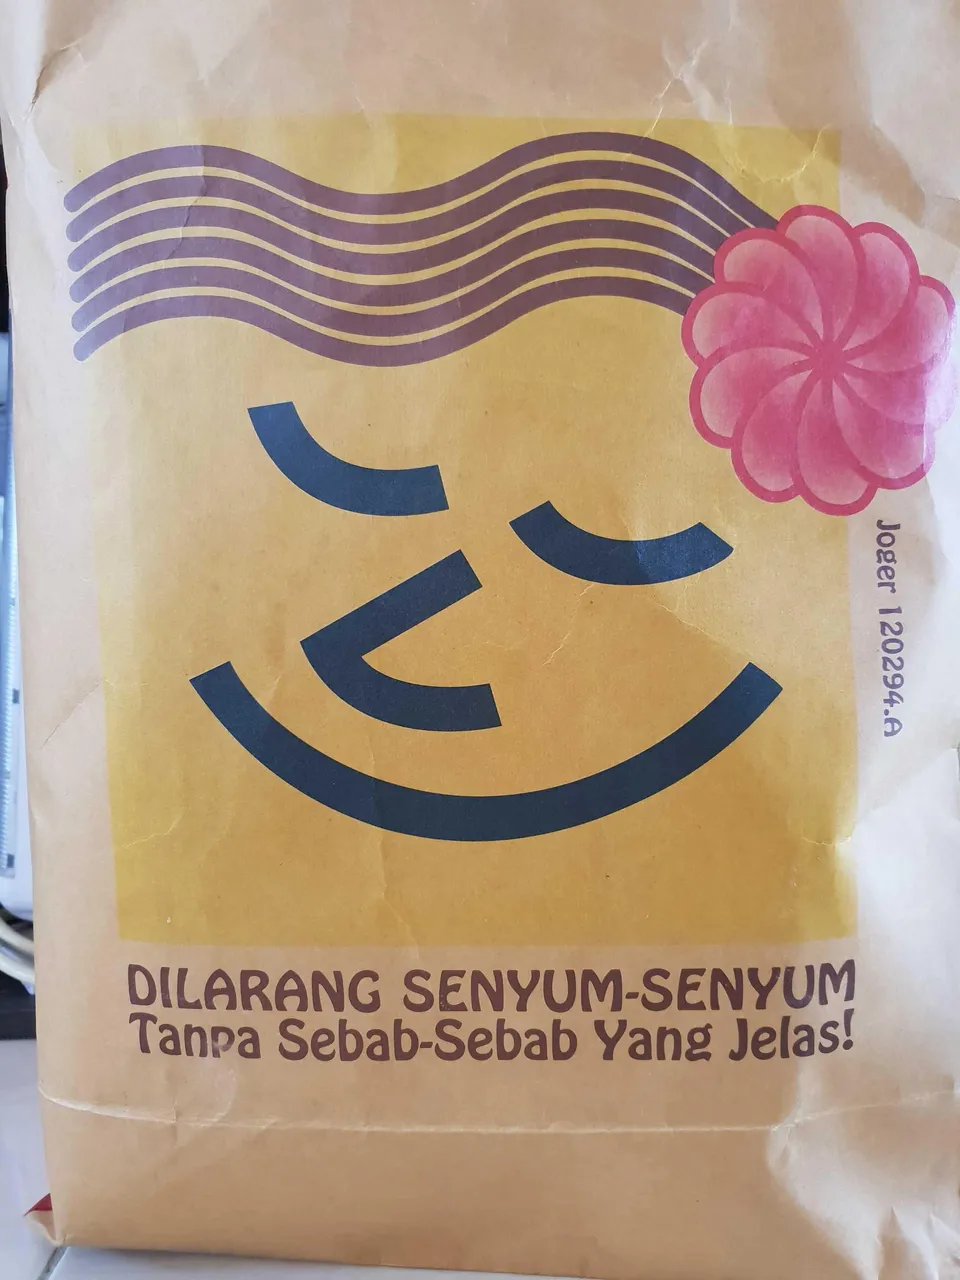 Joger 120294.A
DILARANG SENYUM-SENYUM
Tanpa Sebab-Sebab Yang Jelas!